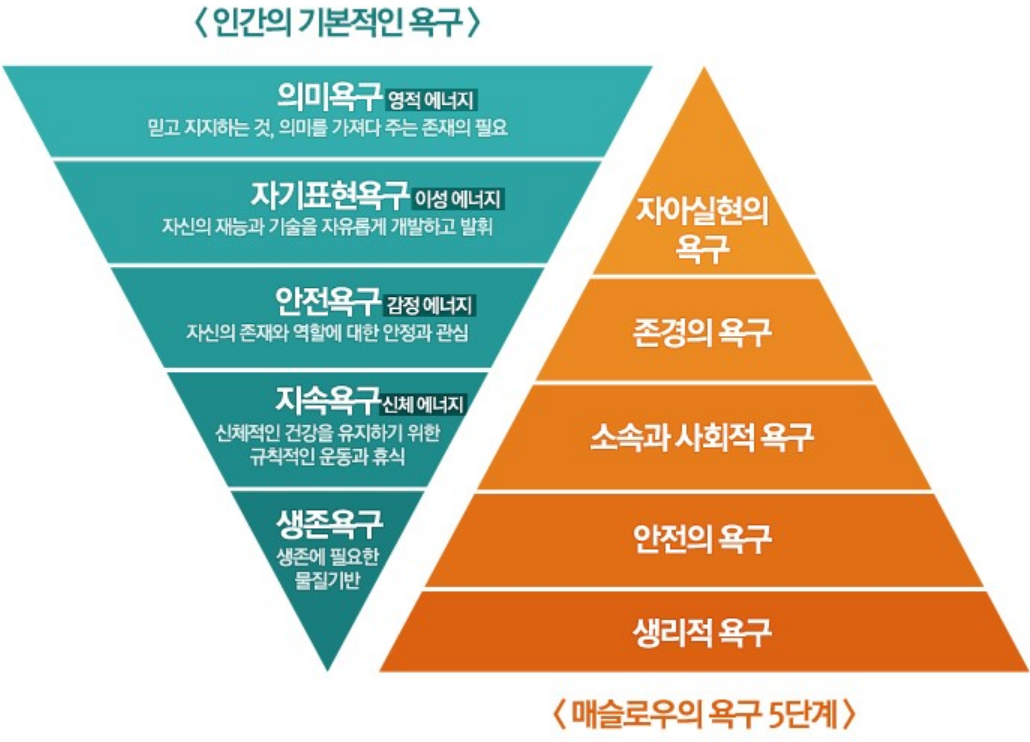 〈 인간의 기본적인 욕구 〉
의미욕구 영적 에너지
믿고 지지하는 것, 의미를 가져다 주는 존재의 필요
자기표현욕구 이성 에너지
자신의 재능과 기술을 자유롭게 개발하고 발휘
안전욕구 감정 에너지
자신의 존재와 역할에 대한 안정과 관심
지속욕구 신체 에너지
신체적인 건강을 유지하기 위한
규칙적인 운동과 휴식
생존욕구
생존에 필요한
물질기반
자아실현의
욕구
존경의 욕구
소속과 사회적 욕구
안전의 욕구
생리적 욕구
〈 매슬로우의 욕구 5단계 〉